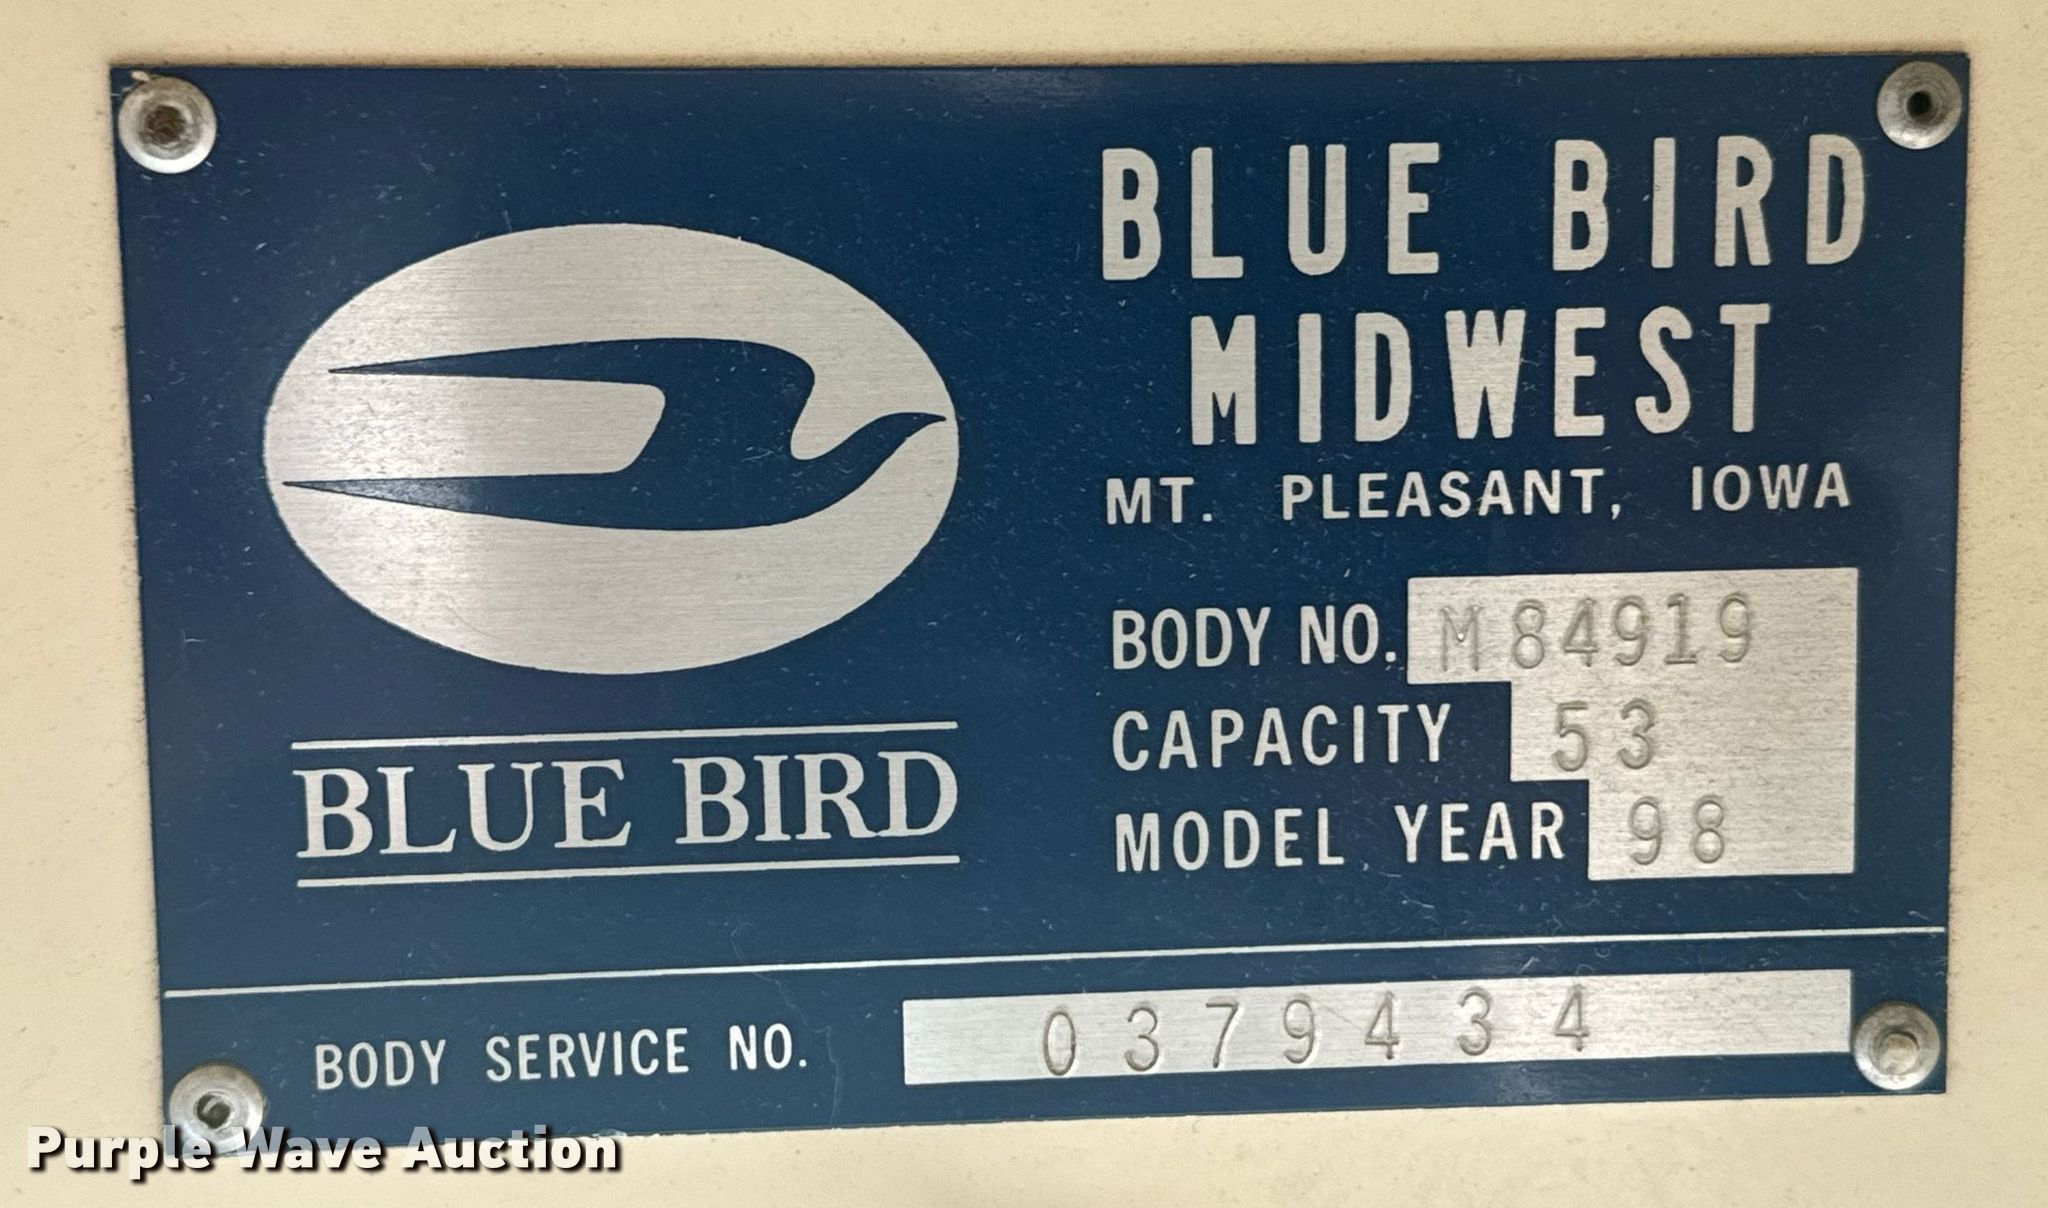 BLUE BIRD
MIDWEST
MT. PLEASANT, IOWA
BODY NO. M84919
CAPACITY 53
MODEL YEAR 98
BLUE BIRD
BODY SERVICE NO. 0379434
Purple Wave Auction